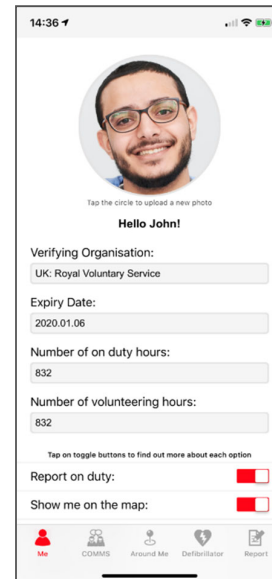 14:36
Tap the circle to upload a new photo
Hello John!
Verifying Organisation:
UK: Royal Voluntary Service
Expiry Date:
2020.01.06
Number of on duty hours:
832
Number of volunteering hours:
832
Tap on toggle buttons to find out more about each option
Report on duty:
Show me on the map:
Me COMMS Around Me Defibrillator Report